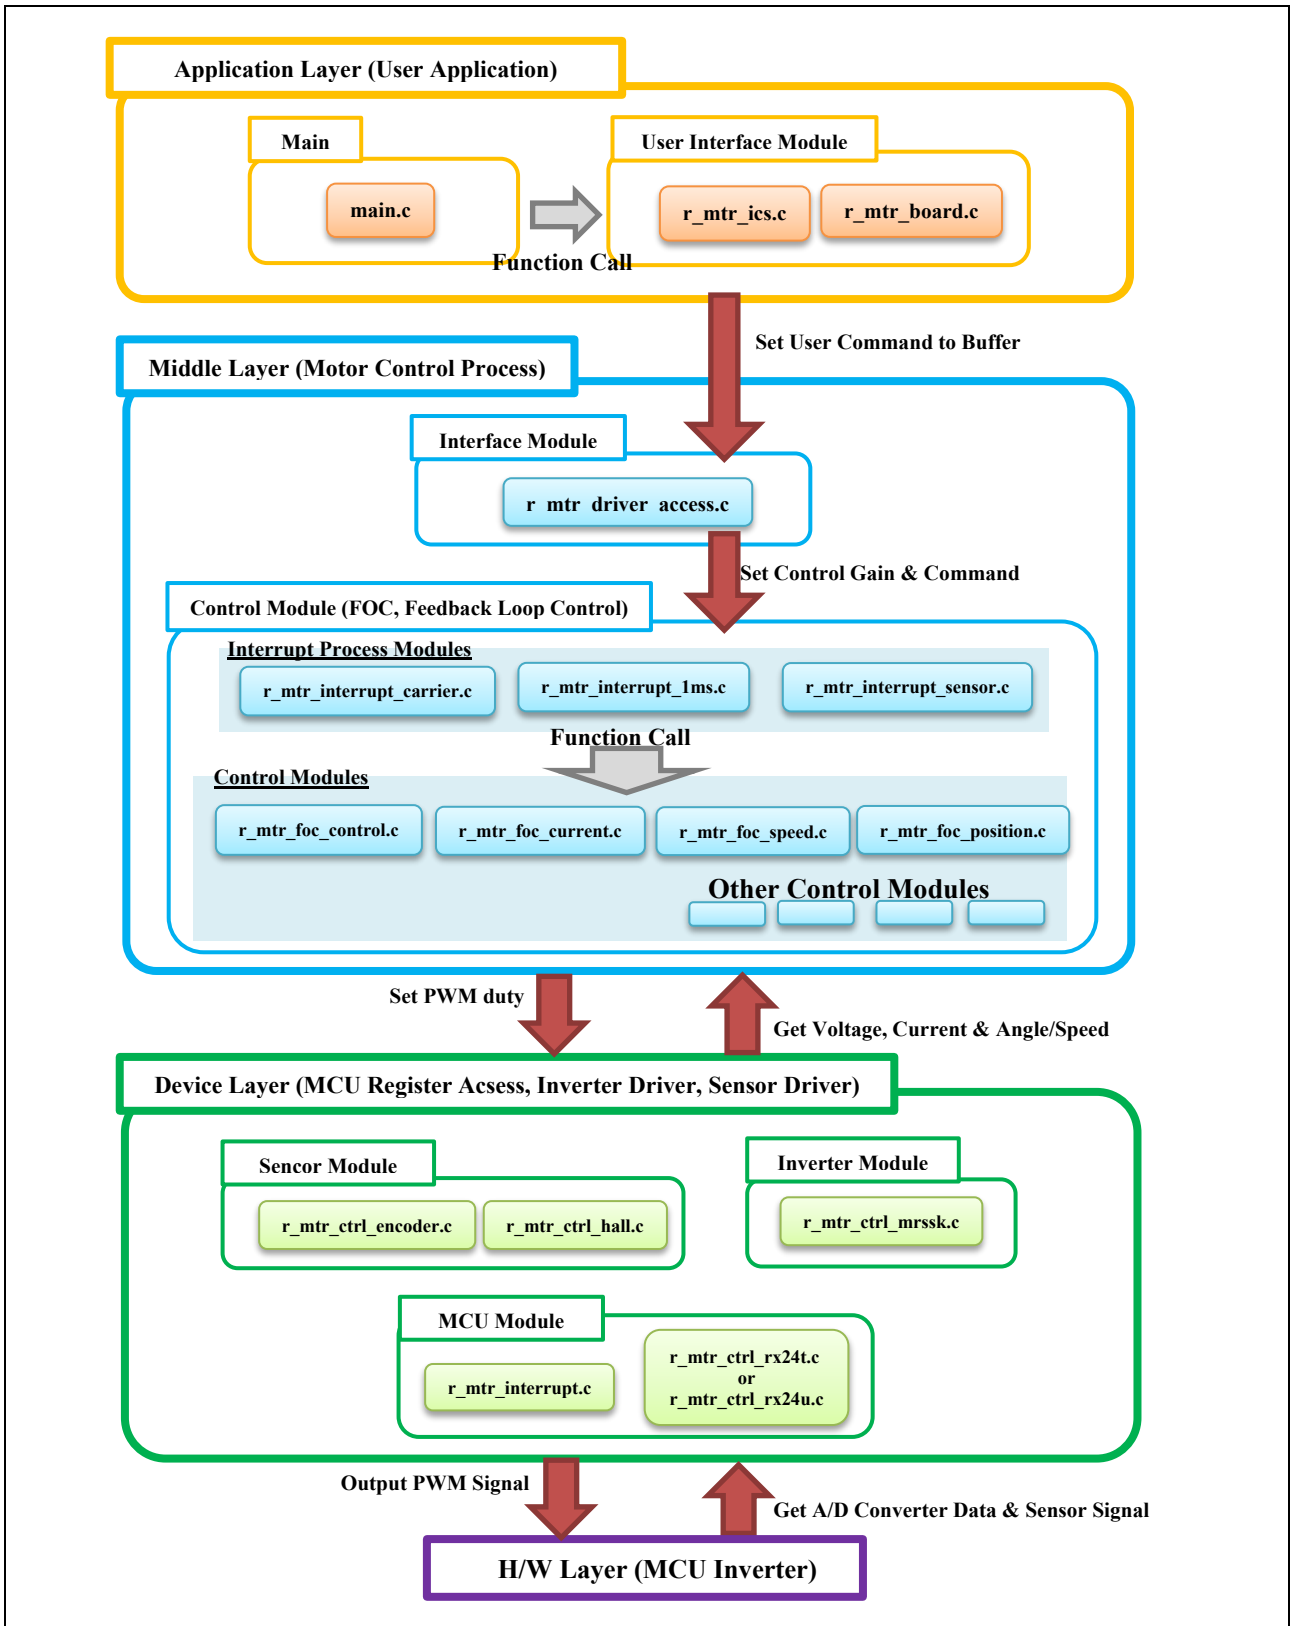 Application Layer (User Application)
Main
User Interface Module
main.c
r_mtr_ics.c
r_mtr_board.c
Function Call
Set User Command to Buffer
Middle Layer (Motor Control Process)
Interface Module
r_mtr_driver_access.c
Set Control Gain & Command
Control Module (FOC, Feedback Loop Control)
Interrupt Process Modules
r_mtr_interrupt_carrier.c
r_mtr_interrupt_1ms.c
r_mtr_interrupt_sensor.c
Function Call
Control Modules
r_mtr_foc_control.c
r_mtr_foc_current.c
r_mtr_foc_speed.c
r_mtr_foc_position.c
Other Control Modules
Set PWM duty
Get Voltage, Current & Angle/Speed
Device Layer (MCU Register Acsess, Inverter Driver, Sensor Driver)
Sencor Module
Inverter Module
r_mtr_ctrl_encoder.c
r_mtr_ctrl_hall.c
r_mtr_ctrl_mrssk.c
MCU Module
r_mtr_interrupt.c
r_mtr_ctrl_rx24t.c
or
r_mtr_ctrl_rx24u.c
Output PWM Signal
Get A/D Converter Data & Sensor Signal
H/W Layer (MCU Inverter)